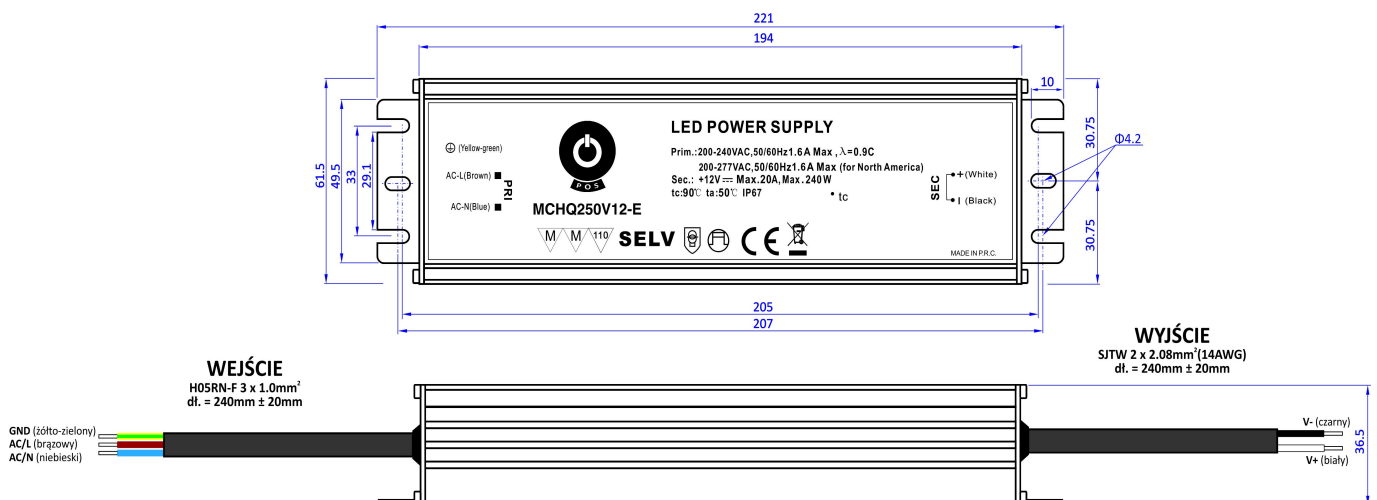 221
194
10
61.5
49.5
33
29.1
30.75
30.75
Φ4.2
(Yellow-green)
AC-L(Brown)
AC-N(Blue)
PRI
POS
MCHQ250V12-E
LED POWER SUPPLY
Prim.:200-240VAC,50/60Hz1.6A Max , λ=0.9C
200-277VAC,50/60Hz1.6A Max (for North America)
Sec.: +12V ⎓ Max.20A, Max. 240W
tc:90℃ ta:50℃ IP67
• tc
SEC
+ (White)
I (Black)
M M 110 SELV CE
MADE IN P.R.C.
205
207
WEJŚCIE
H05RN-F 3 x 1.0mm²
dł. = 240mm ± 20mm
WYJŚCIE
SJTW 2 x 2.08mm²(14AWG)
dł. = 240mm ± 20mm
GND (żółto-zielony)
AC/L (brązowy)
AC/N (niebieski)
V- (czarny)
V+ (biały)
36.5